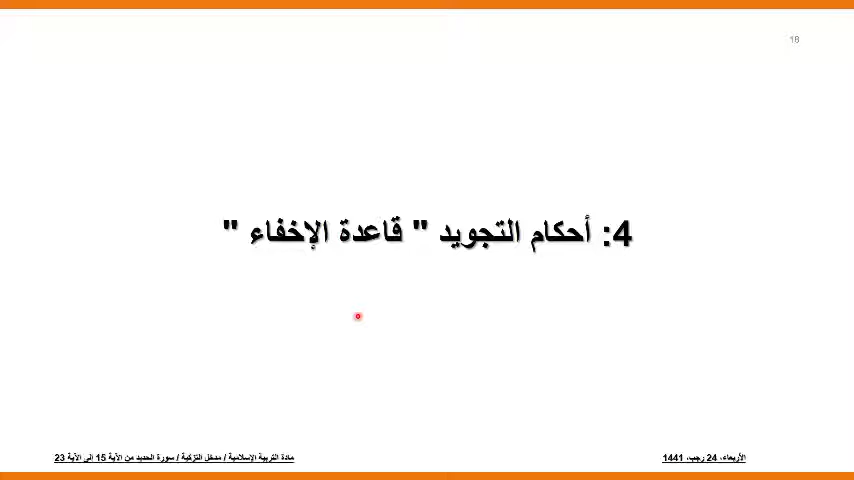 18
4: أحكام التجويد " قاعدة الإخفاء "
الأربعاء، 24 رجب، 1441
مادة التربية الإسلامية / مدخل التزكية / سورة الحديد من الآية 15 إلى الآية 23